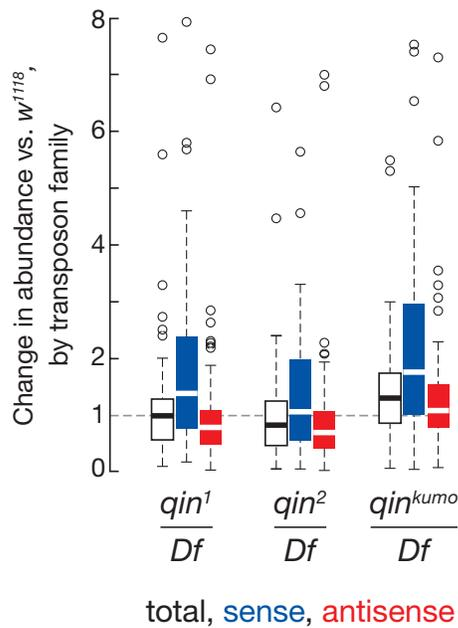 Change in abundance vs. w1118,
by transposon family
8
6
4
2
1
0
qin1
Df
qin2
Df
qinkumo
Df
total, sense, antisense